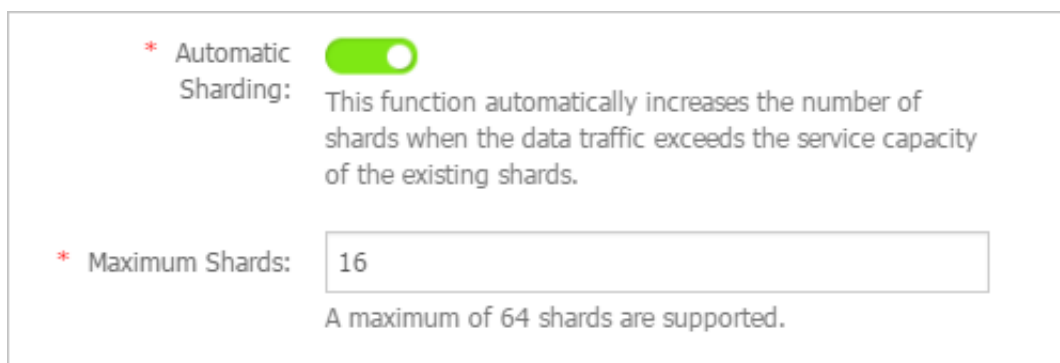 * Automatic
Sharding:
This function automatically increases the number of
shards when the data traffic exceeds the service capacity
of the existing shards.
* Maximum Shards: 16
A maximum of 64 shards are supported.